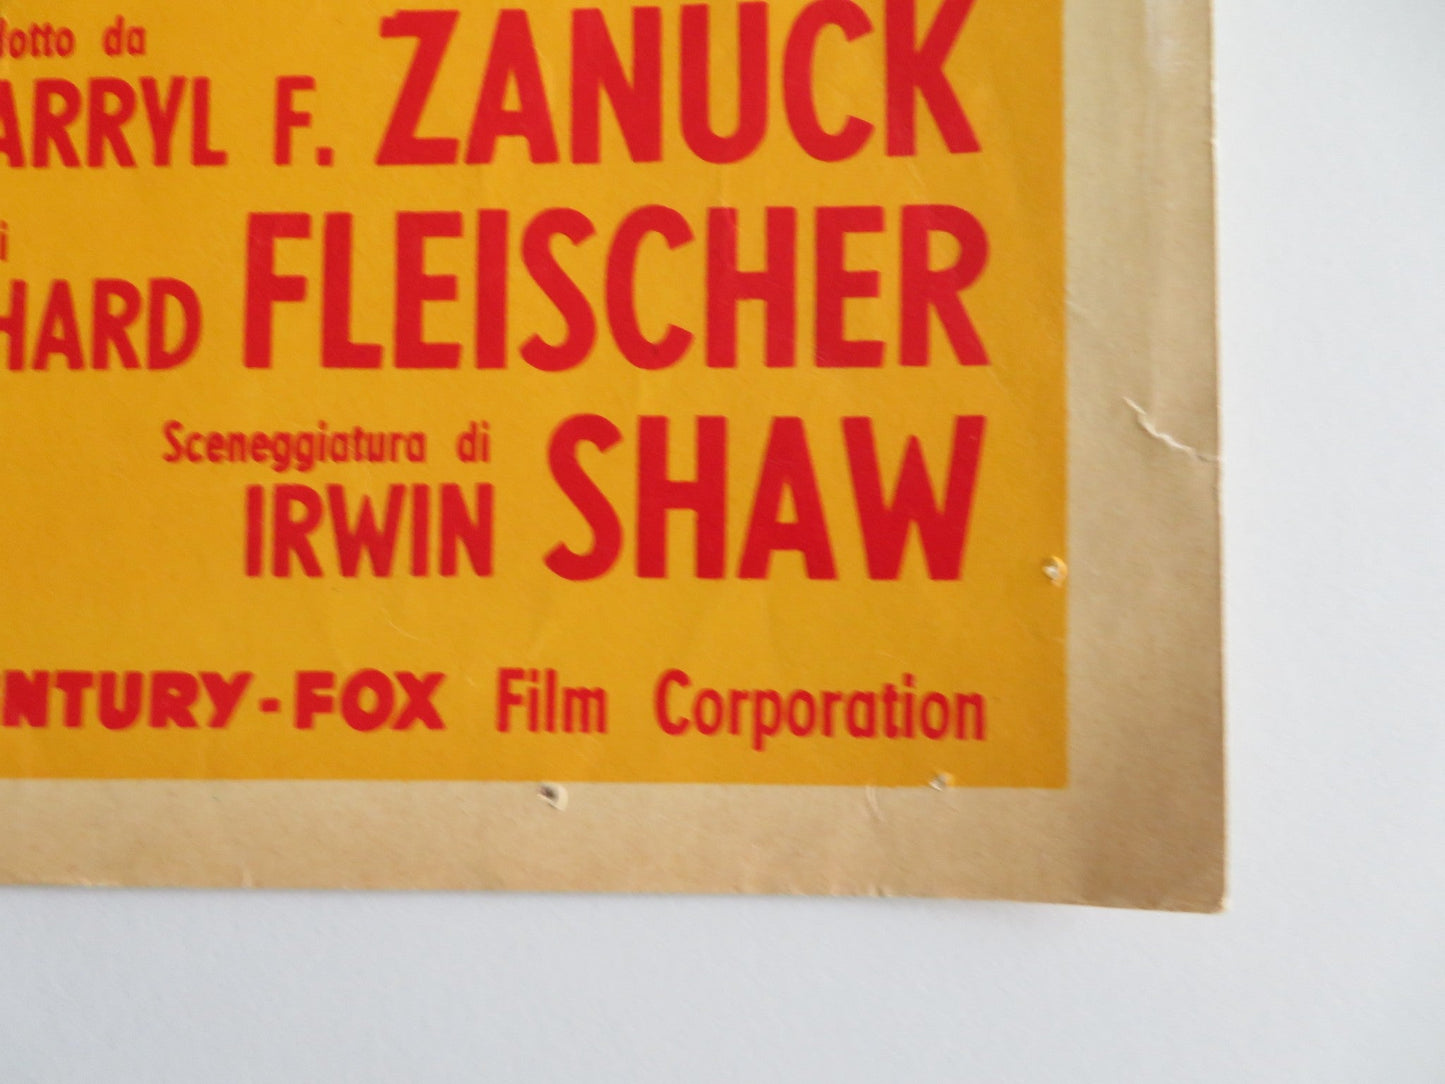 dotto da
ARRYL F. ZANUCK
i
HARD FLEISCHER
Sceneggiatura di
IRWIN SHAW
NTURY-FOX Film Corporation